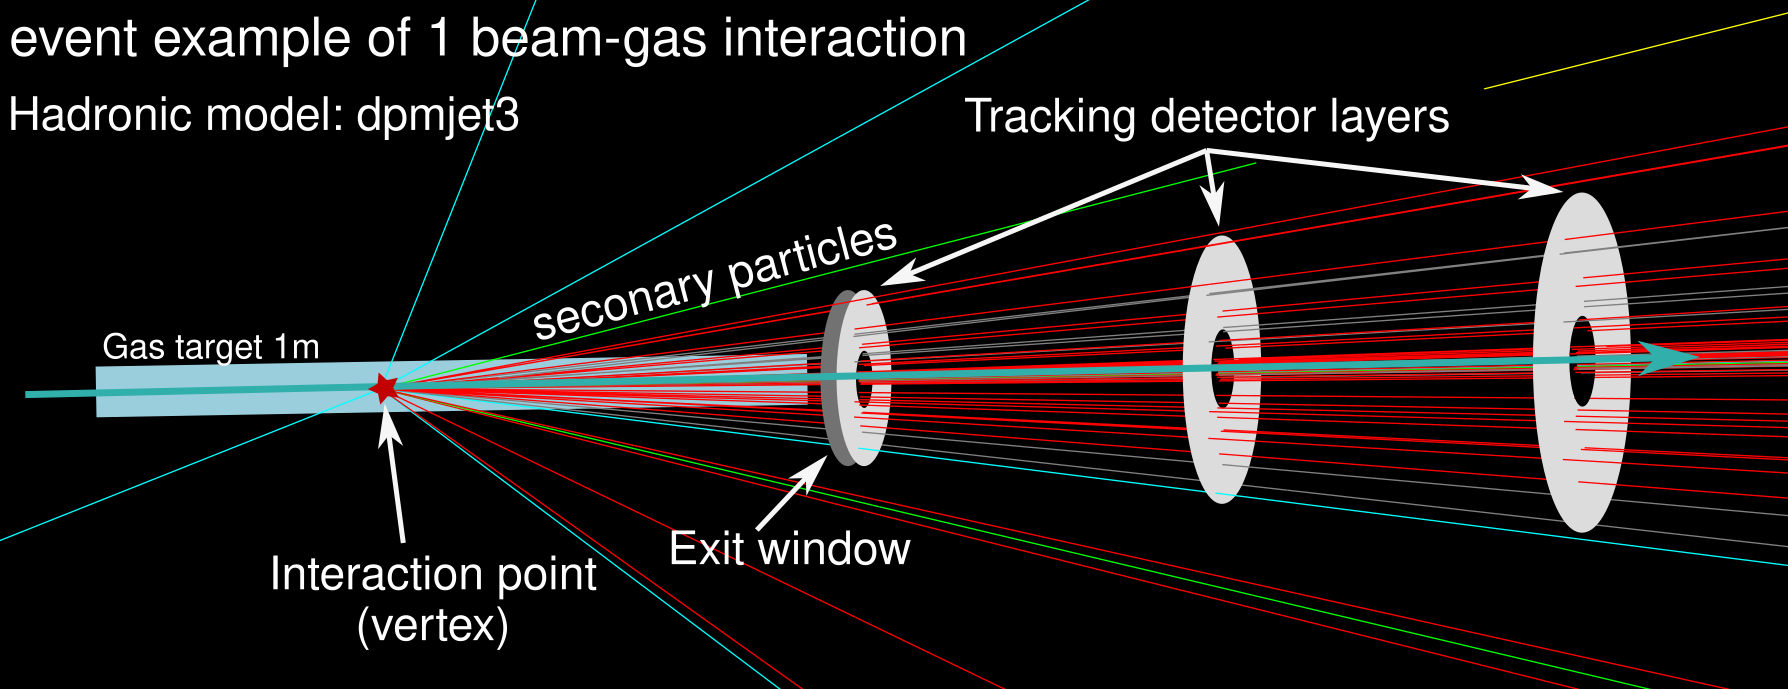 event example of 1 beam-gas interaction
Hadronic model: dpmjet3
Tracking detector layers
seconary particles
Gas target 1m
Exit window
Interaction point
(vertex)